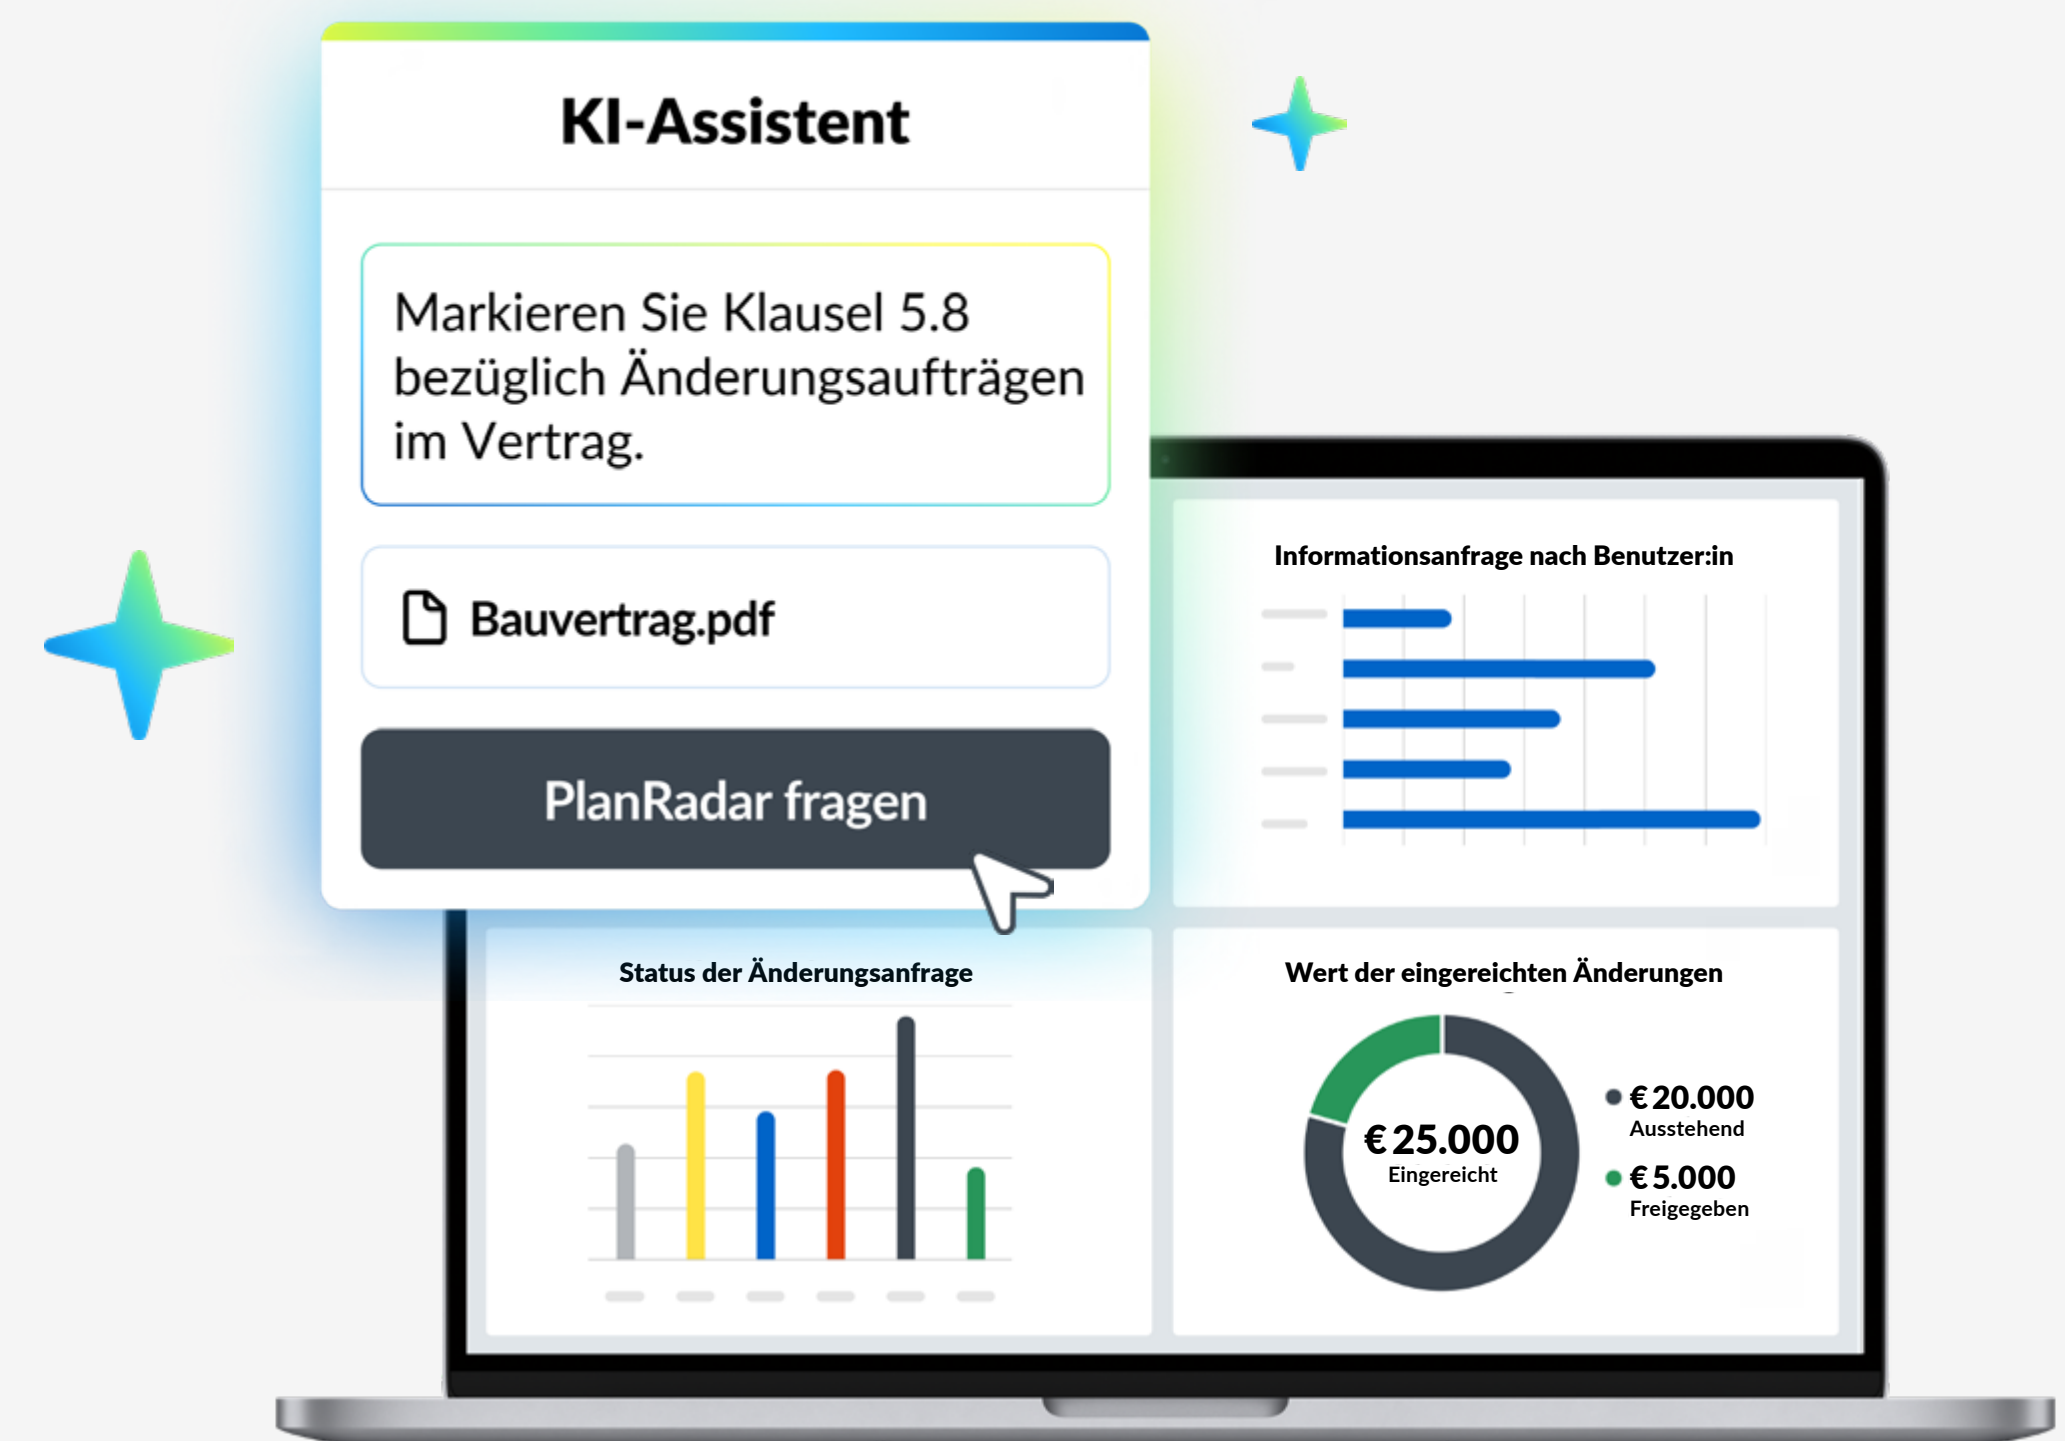 KI-Assistent
Markieren Sie Klausel 5.8
bezüglich Änderungsaufträgen
im Vertrag.
Bauvertrag.pdf
PlanRadar fragen
Informationsanfrage nach Benutzer:in
Status der Änderungsanfrage
Wert der eingereichten Änderungen
€ 25.000
Eingereicht
€ 20.000
Ausstehend
€ 5.000
Freigegeben